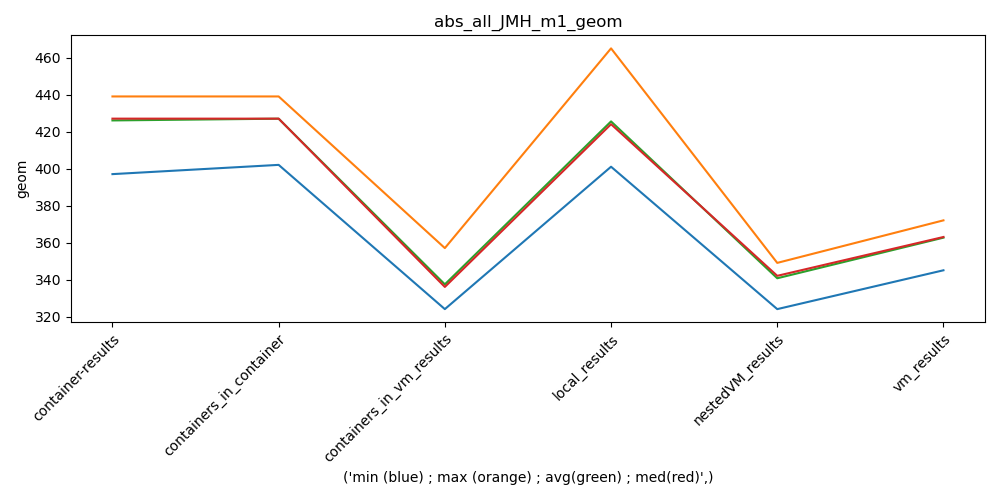 abs_all_JMH_m1_geom
460
440
420
400
380
360
340
320
geom
container-results
containers_in_container
containers_in_vm_results
local_results
nestedVM_results
vm_results
('min (blue) ; max (orange) ; avg(green) ; med(red)',)